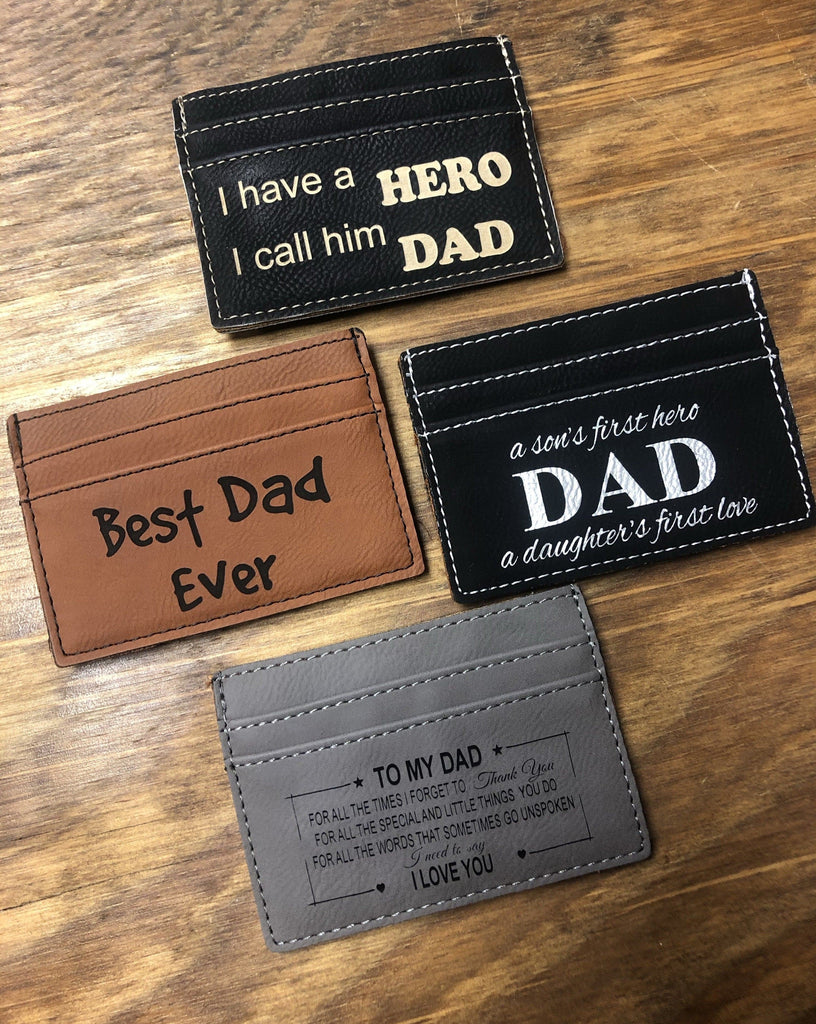 I have a HERO
I call him DAD
Best Dad
Ever
a son's first hero
DAD
a daughter's first love
TO MY DAD
FOR ALL THE TIMES I FORGET TO Thank You
FOR ALL THE SPECIAL AND LITTLE THINGS YOU DO
FOR ALL THE WORDS THAT SOMETIMES GO UNSPOKEN
I need to say
I LOVE YOU